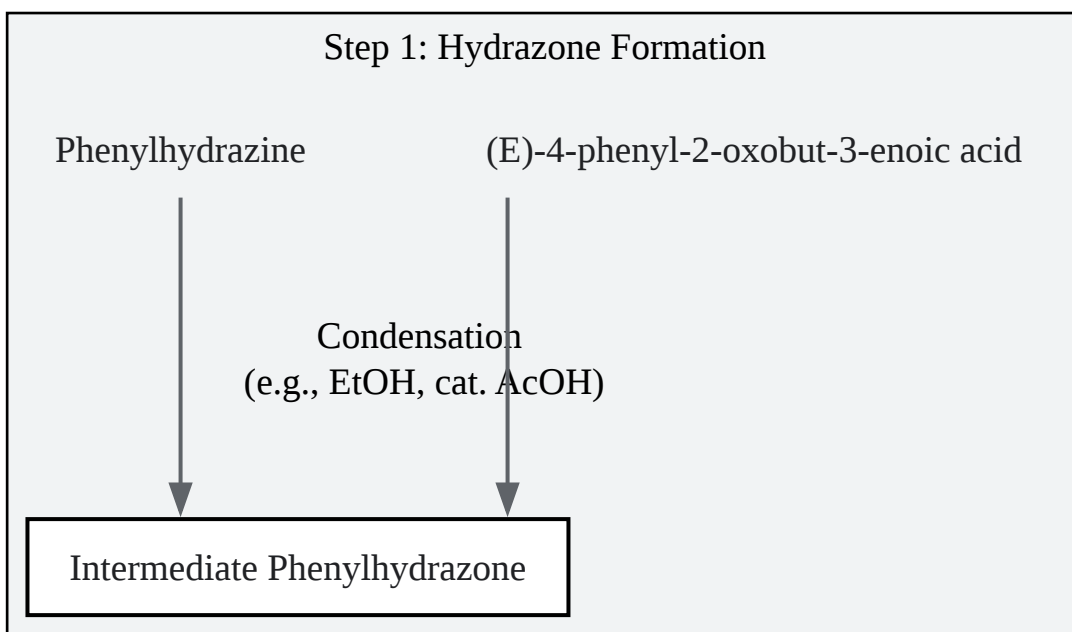 Step 1: Hydrazone Formation
Phenylhydrazine
(E)-4-phenyl-2-oxobut-3-enoic acid
Condensation
(e.g., EtOH, cat. AcOH)
Intermediate Phenylhydrazone